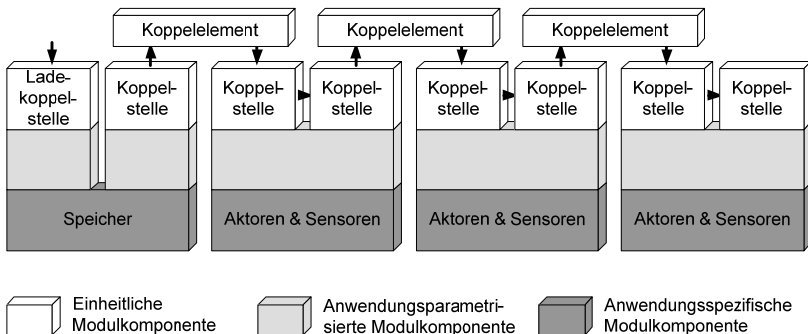 Koppelelement
Koppelelement
Koppelelement
Lade-
koppel-
stelle
Koppel-
stelle
Koppel-
stelle
Koppel-
stelle
Koppel-
stelle
Koppel-
stelle
Koppel-
stelle
Koppel-
stelle
Speicher
Aktoren & Sensoren
Aktoren & Sensoren
Aktoren & Sensoren
Einheitliche
Modulkomponente
Anwendungsparametri-
sierte Modulkomponente
Anwendungsspezifische
Modulkomponente